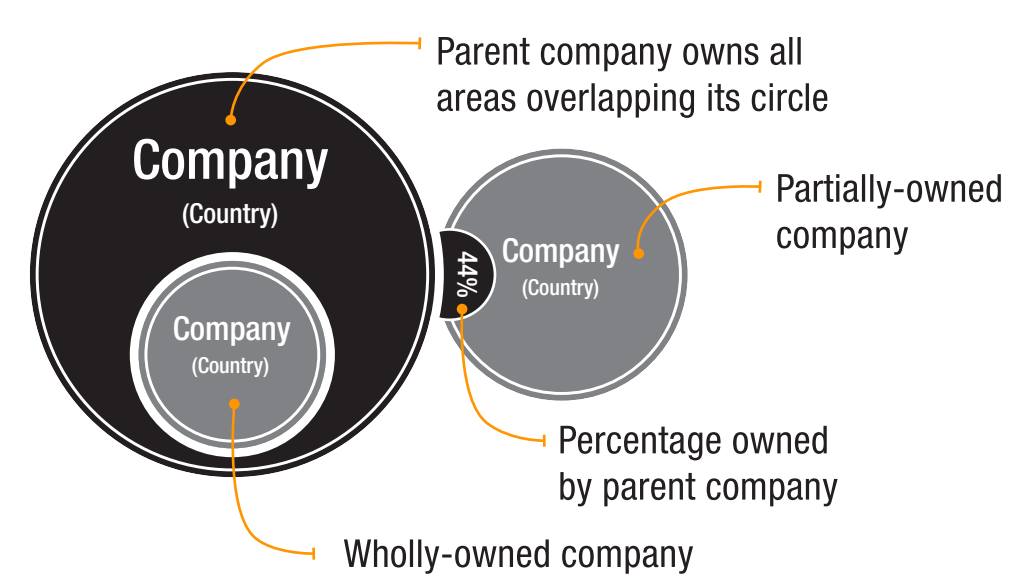 Parent company owns all
areas overlapping its circle
Company
(Country)
Partially-owned
company
Company
(Country)
44%
Company
(Country)
Percentage owned
by parent company
Wholly-owned company